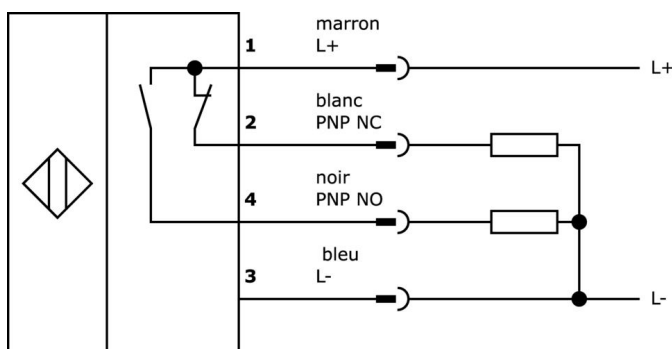 marron
1 L+ L+
blanc
2 PNP NC
noir
4 PNP NO
bleu
3 L- L-